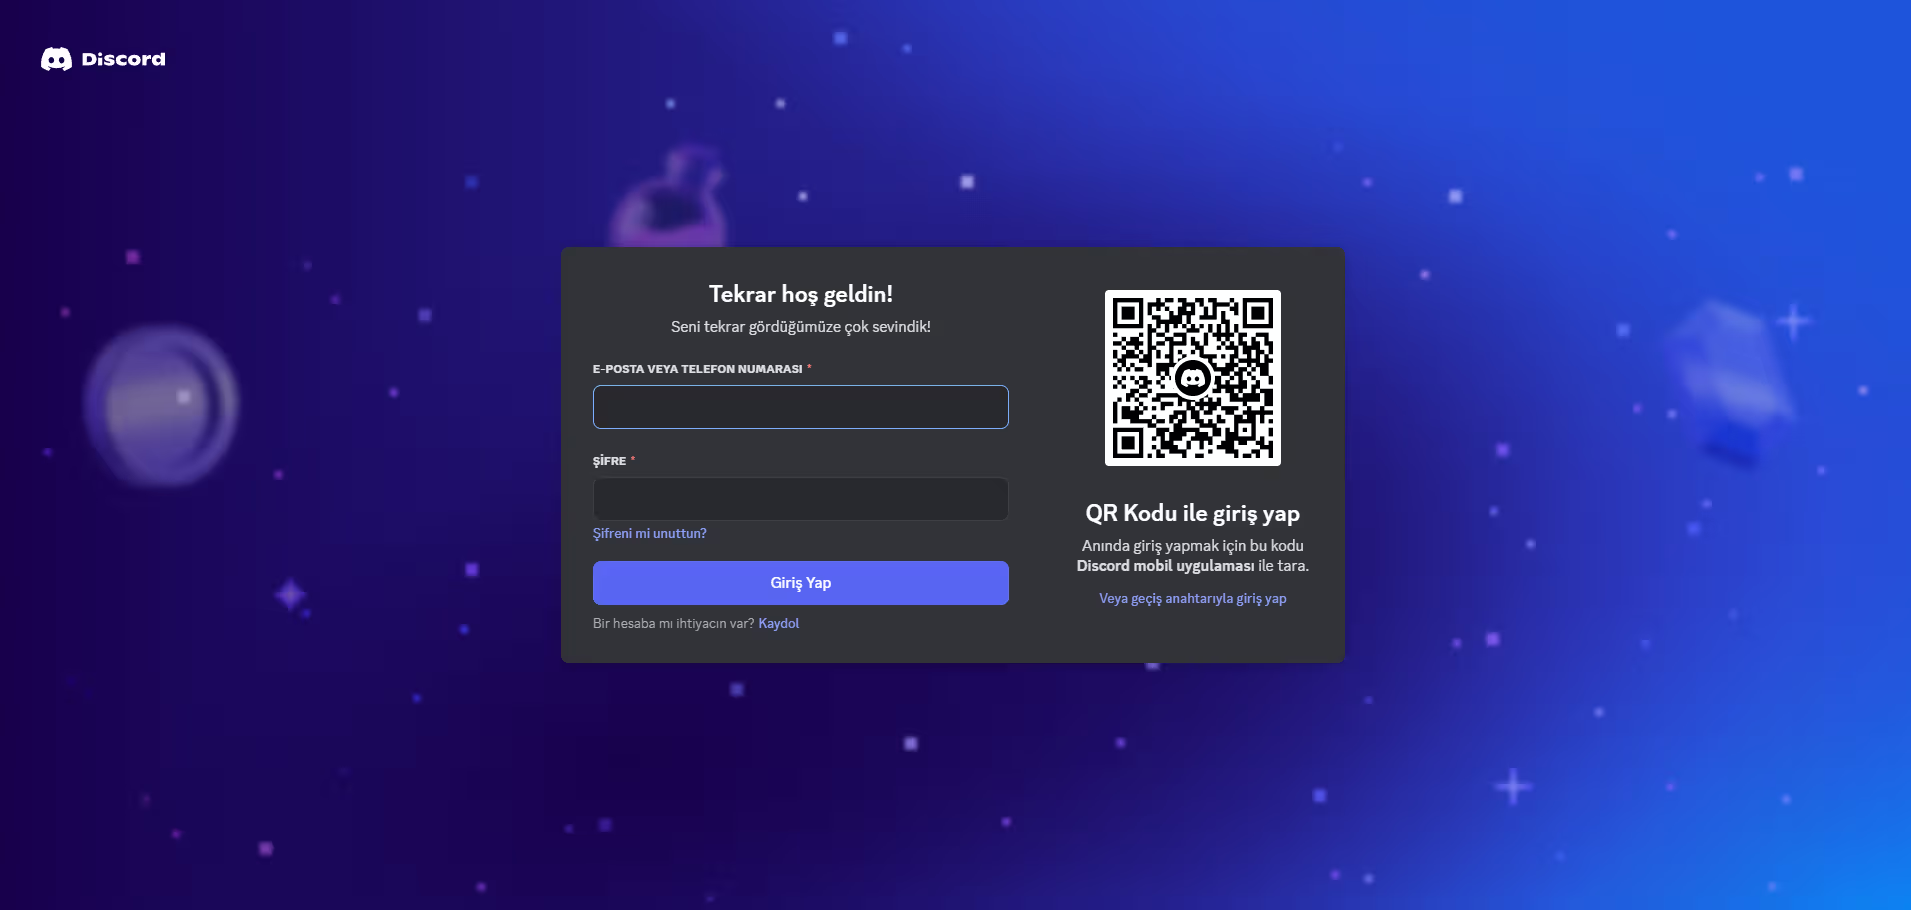 Discord
Tekrar hoş geldin!
Seni tekrar gördüğümüze çok sevindik!
E-POSTA VEYA TELEFON NUMARASI *
ŞİFRE *
Şifreni mi unuttun?
Giriş Yap
Bir hesaba mı ihtiyacın var? Kaydol
QR Kodu ile giriş yap
Anında giriş yapmak için bu kodu
Discord mobil uygulaması ile tara.
Veya geçiş anahtarıyla giriş yap